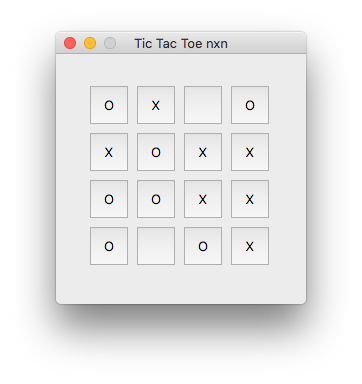 Tic Tac Toe nxn
O X O
X O X X
O O X X
O O X